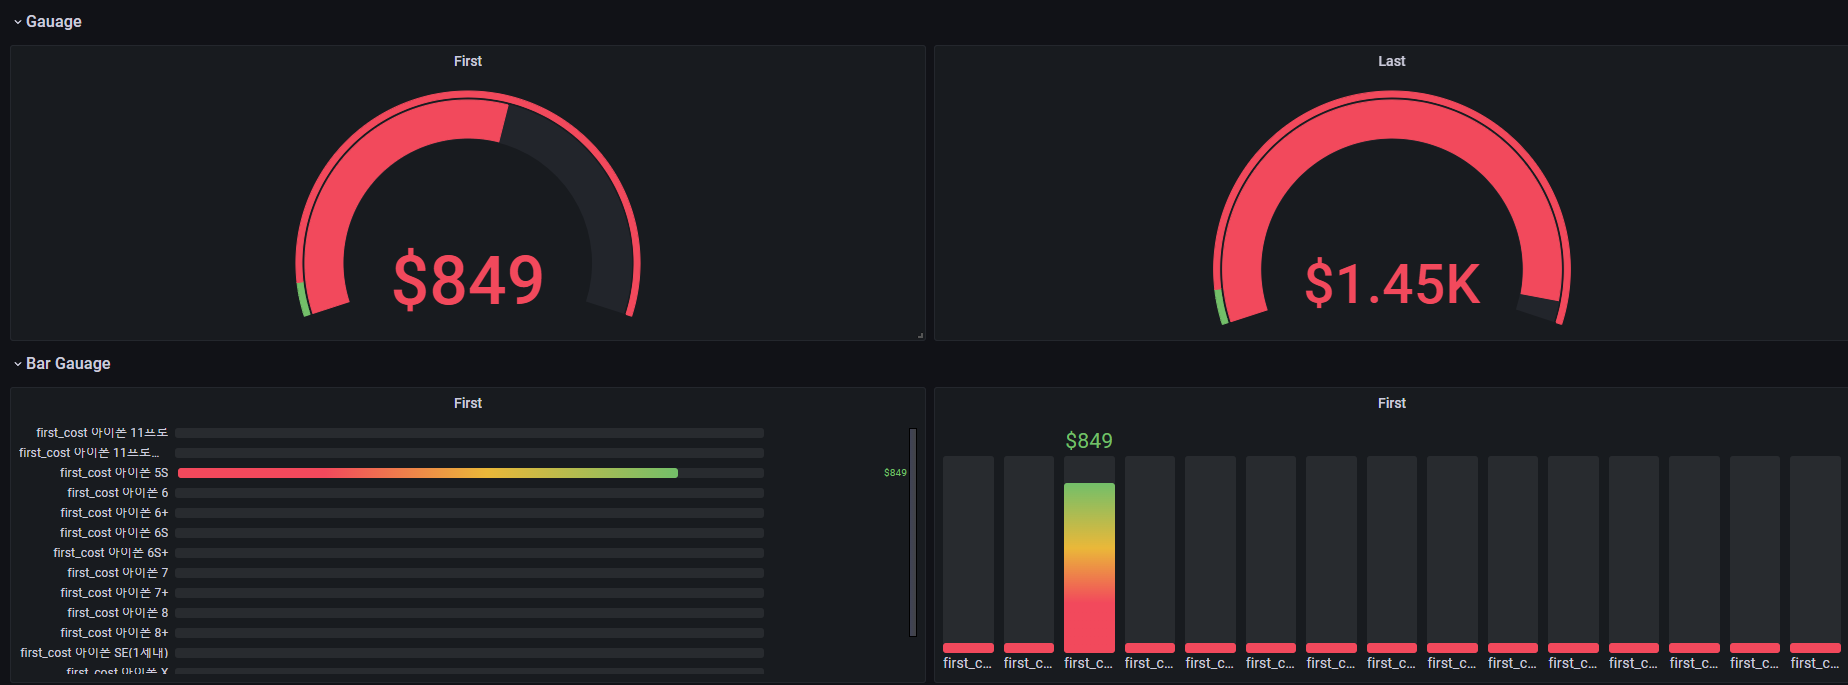 Gauage
First
$849
Last
$1.45K
Bar Gauage
First
first_cost 아이폰 11프로
first_cost 아이폰 11프로...
first_cost 아이폰 5S
$849
first_cost 아이폰 6
first_cost 아이폰 6+
first_cost 아이폰 6S
first_cost 아이폰 6S+
first_cost 아이폰 7
first_cost 아이폰 7+
first_cost 아이폰 8
first_cost 아이폰 8+
first_cost 아이폰 SE(1세대)
first_cost 아이폰 X
First
$849
first_c... first_c... first_c... first_c... first_c... first_c... first_c... first_c... first_c... first_c... first_c... first_c... first_c... first_c... first_c...